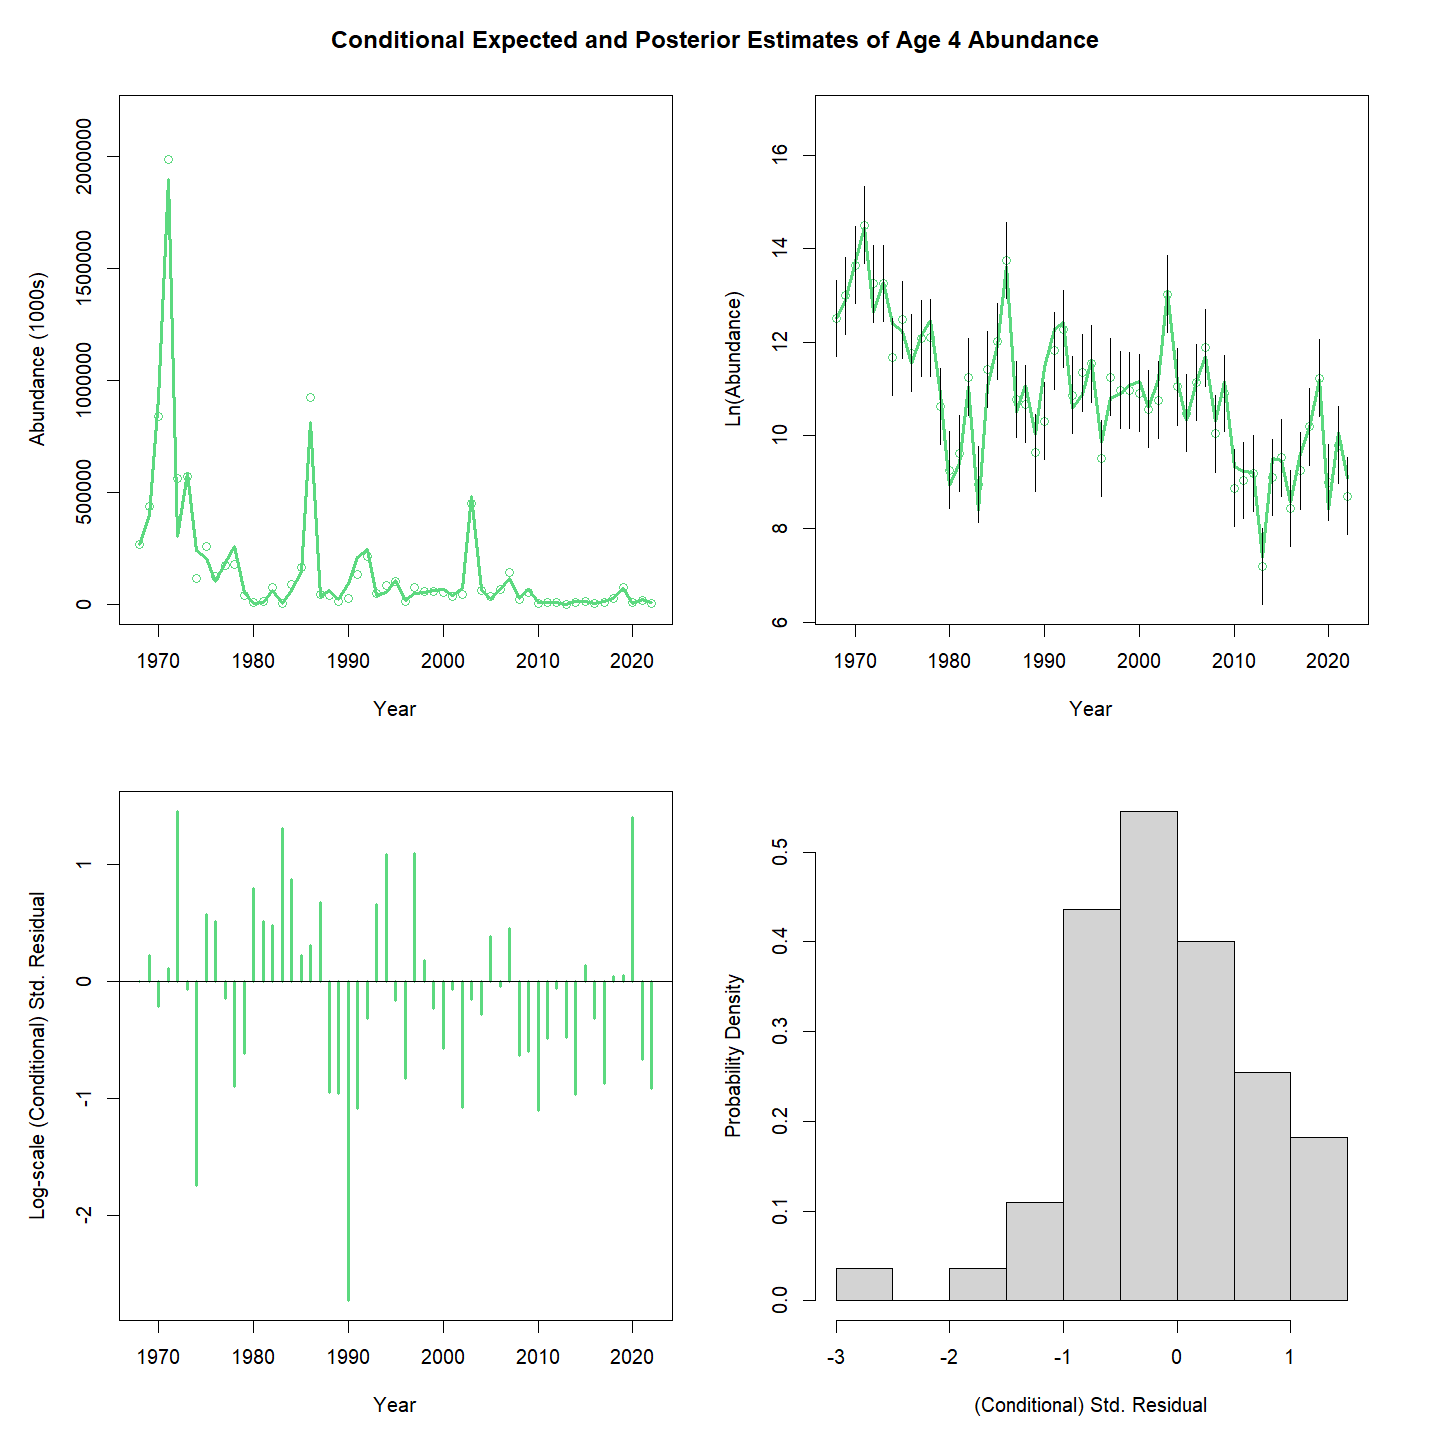 Conditional Expected and Posterior Estimates of Age 4 Abundance
Abundance (1000s)
0
500000
1000000
1500000
2000000
1970 1980 1990 2000 2010 2020
Year
Ln(Abundance)
6
8
10
12
14
16
1970 1980 1990 2000 2010 2020
Year
Log-scale (Conditional) Std. Residual
-2
-1
0
1
1970 1980 1990 2000 2010 2020
Year
Probability Density
0.0
0.1
0.2
0.3
0.4
0.5
-3 -2 -1 0 1
(Conditional) Std. Residual